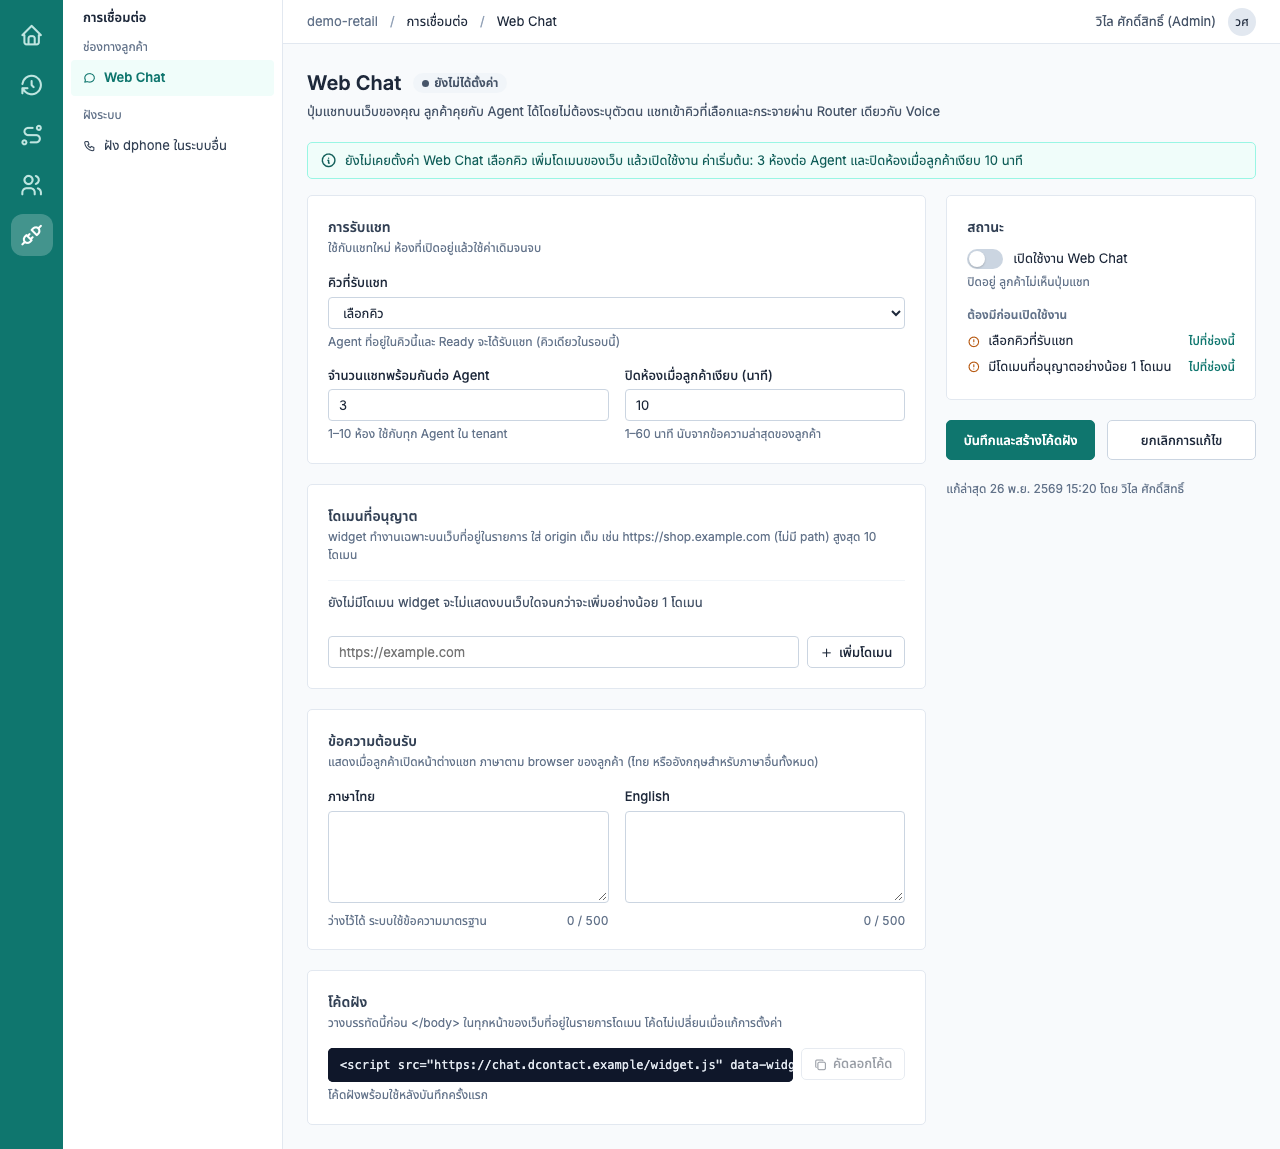 การเชื่อมต่อ
ช่องทางลูกค้า
Web Chat
ฝังระบบ
ฝัง dphone ในระบบอื่น
demo-retail / การเชื่อมต่อ / Web Chat
วิไล ศักดิ์สิทธิ์ (Admin) วศ
Web Chat ยังไม่ได้ตั้งค่า
ปุ่มแชทบนเว็บของคุณ ลูกค้าคุยกับ Agent ได้โดยไม่ต้องระบุตัวตน แชทเข้าคิวที่เลือกและกระจายผ่าน Router เดียวกับ Voice
ยังไม่เคยตั้งค่า Web Chat เลือกคิว เพิ่มโดเมนของเว็บ แล้วเปิดใช้งาน ค่าเริ่มต้น: 3 ห้องต่อ Agent และปิดห้องเมื่อลูกค้าเงียบ 10 นาที
การรับแชท
ใช้กับแชทใหม่ ห้องที่เปิดอยู่แล้วใช้ค่าเดิมจนจบ
คิวที่รับแชท
เลือกคิว
Agent ที่อยู่ในคิวนี้และ Ready จะได้รับแชท (คิวเดียวในรอบนี้)
จำนวนแชทพร้อมกันต่อ Agent
3
1–10 ห้อง ใช้กับทุก Agent ใน tenant
ปิดห้องเมื่อลูกค้าเงียบ (นาที)
10
1–60 นาที นับจากข้อความล่าสุดของลูกค้า
โดเมนที่อนุญาต
widget ทำงานเฉพาะบนเว็บที่อยู่ในรายการ ใส่ origin เต็ม เช่น https://shop.example.com (ไม่มี path) สูงสุด 10
โดเมน
ยังไม่มีโดเมน widget จะไม่แสดงบนเว็บใดจนกว่าจะเพิ่มอย่างน้อย 1 โดเมน
https://example.com
เพิ่มโดเมน
ข้อความต้อนรับ
แสดงเมื่อลูกค้าเปิดหน้าต่างแชท ภาษาตาม browser ของลูกค้า (ไทย หรืออังกฤษสำหรับภาษาอื่นทั้งหมด)
ภาษาไทย
ว่างไว้ได้ ระบบใช้ข้อความมาตรฐาน 0 / 500
English
0 / 500
โค้ดฝัง
วางบรรทัดนี้ก่อน </body> ในทุกหน้าของเว็บที่อยู่ในรายการโดเมน โค้ดไม่เปลี่ยนเมื่อแก้การตั้งค่า
<script src="https://chat.dcontact.example/widget.js" data-widg
คัดลอกโค้ด
โค้ดฝังพร้อมใช้หลังบันทึกครั้งแรก
สถานะ
เปิดใช้งาน Web Chat
ปิดอยู่ ลูกค้าไม่เห็นปุ่มแชท
ต้องมีก่อนเปิดใช้งาน
เลือกคิวที่รับแชท ไปที่ช่องนี้
มีโดเมนที่อนุญาตอย่างน้อย 1 โดเมน ไปที่ช่องนี้
บันทึกและสร้างโค้ดฝัง
ยกเลิกการแก้ไข
แก้ล่าสุด 26 พ.ย. 2569 15:20 โดย วิไล ศักดิ์สิทธิ์